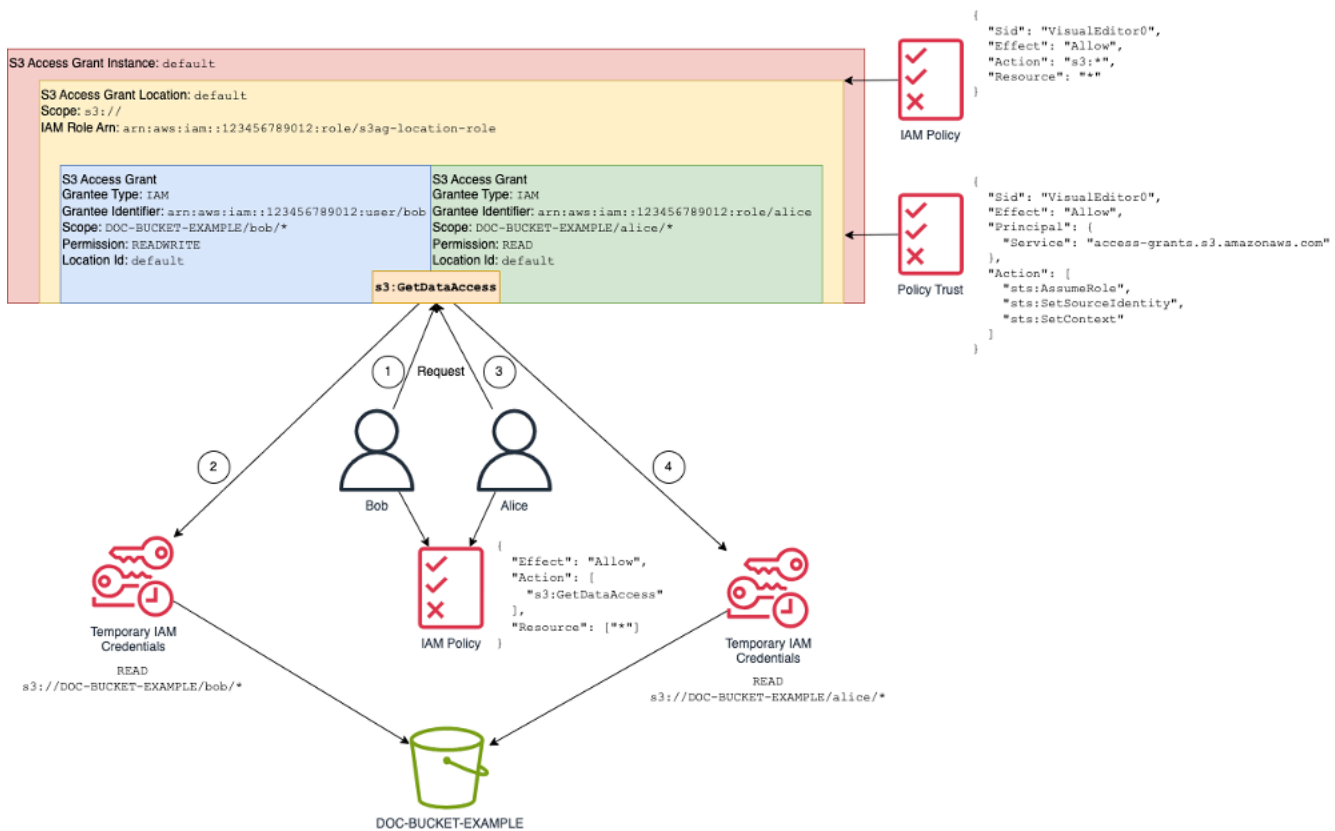 S3 Access Grant Instance: default
S3 Access Grant Location: default
Scope: s3://
IAM Role Arn: arn:aws:iam::123456789012:role/s3ag-location-role
S3 Access Grant
Grantee Type: IAM
Grantee Identifier: arn:aws:iam::123456789012:user/bob
Scope: DOC-BUCKET-EXAMPLE/bob/*
Permission: READWRITE
Location Id: default
S3 Access Grant
Grantee Type: IAM
Grantee Identifier: arn:aws:iam::123456789012:role/alice
Scope: DOC-BUCKET-EXAMPLE/alice/*
Permission: READ
Location Id: default
s3:GetDataAccess
{
"Sid": "VisualEditor0",
"Effect": "Allow",
"Action": "s3:*",
"Resource": "*"
}
IAM Policy
{
"Sid": "VisualEditor0",
"Effect": "Allow",
"Principal": {
"Service": "access-grants.s3.amazonaws.com"
},
"Action": [
"sts:AssumeRole",
"sts:SetSourceIdentity",
"sts:SetContext"
]
}
Policy Trust
1
Request
3
2
4
Bob
Alice
{
"Effect": "Allow",
"Action": [
"s3:GetDataAccess"
],
"Resource": ["*"]
}
IAM Policy
Temporary IAM
Credentials
READ
s3://DOC-BUCKET-EXAMPLE/bob/*
Temporary IAM
Credentials
READ
s3://DOC-BUCKET-EXAMPLE/alice/*
DOC-BUCKET-EXAMPLE